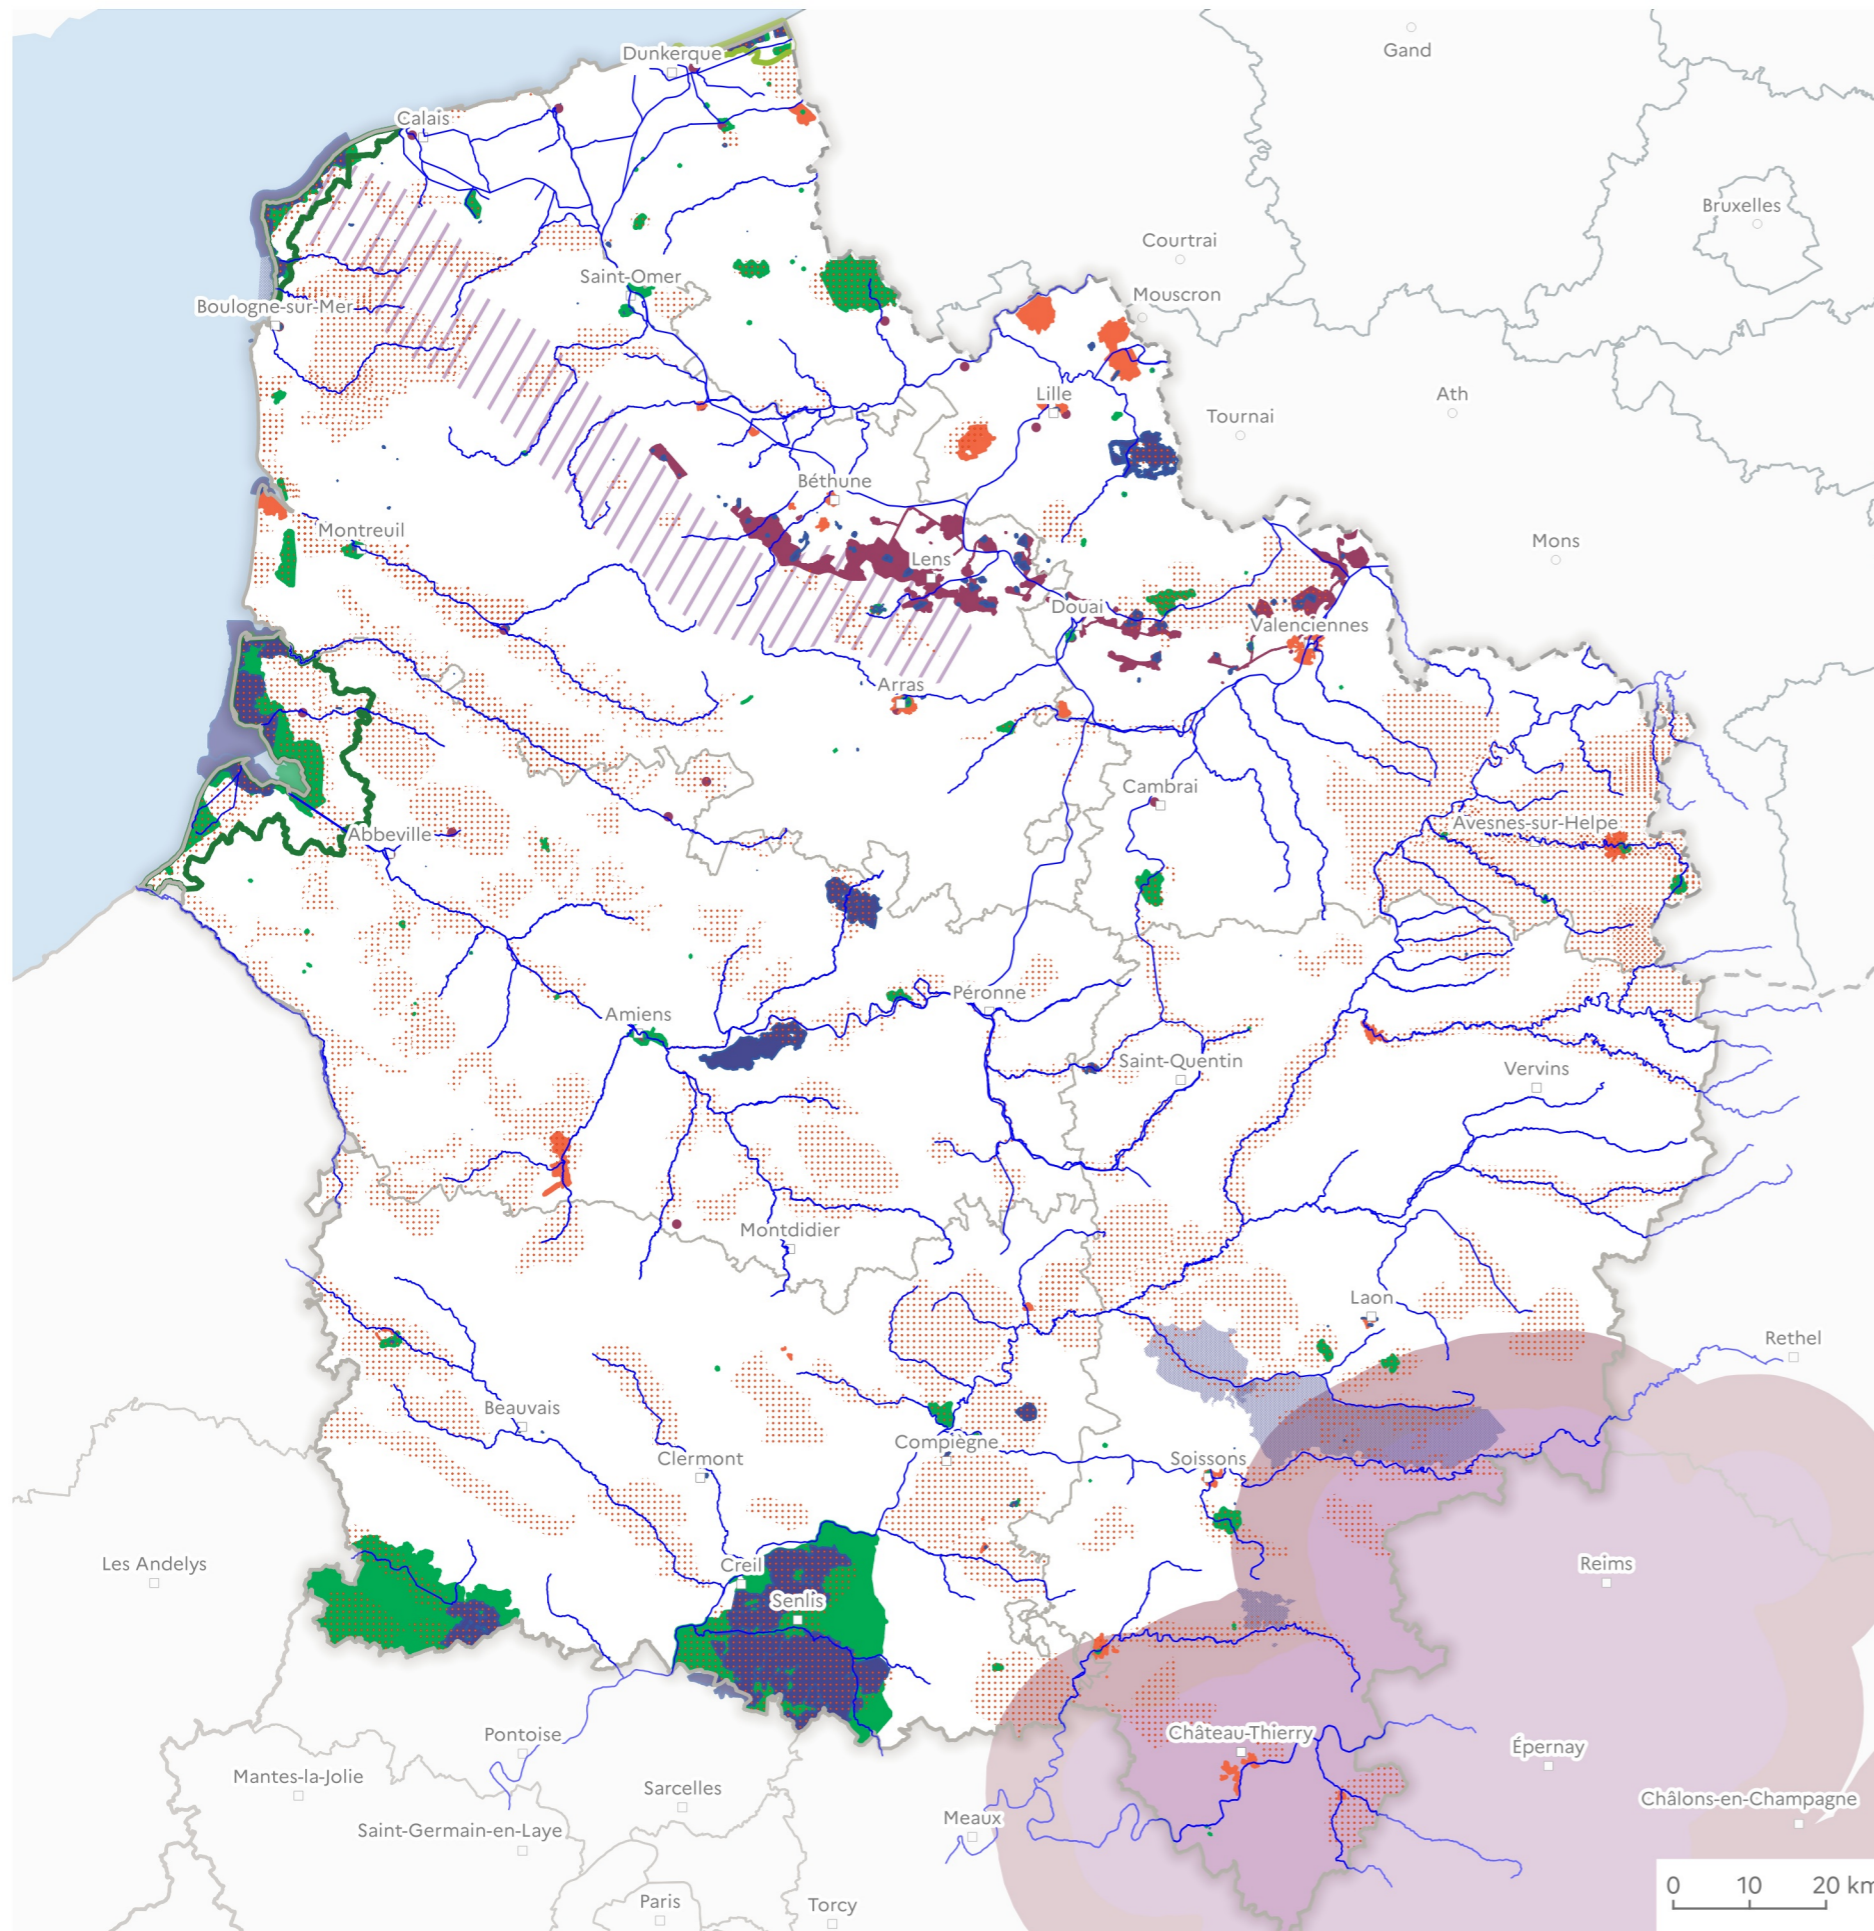 Gand
Dunkerque
Calais
Bruxelles
Courtrai
Saint-Omer
Mouscron
Boulogne-sur-Mer
Lille
Ath
Tournai
Béthune
Montreuil
Mons
Lens
Douai
Valenciennes
Arras
Cambrai
Avesnes-sur-Helpe
Abbeville
Péronne
Amiens
Saint-Quentin
Vervins
Montdidier
Laon
Rethel
Beauvais
Compiègne
Clermont
Soissons
Les Andelys
Creil
Reims
Senlis
Pontoise
Château-Thierry
Épernay
Mantes-la-Jolie
Sarcelles
Châlons-en-Champagne
Meaux
Saint-Germain-en-Laye
Paris
Torcy
0 10 20 km